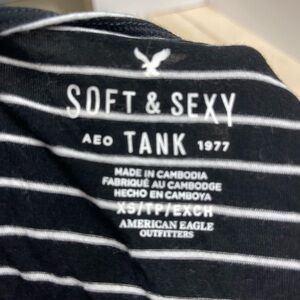 SOFT & SEXY
AEO TANK 1977
MADE IN CAMBODIA
FABRIQUÉ AU CAMBODGE
HECHO EN CAMBOYA
XS/TP/EXCH
AMERICAN EAGLE
OUTFITTERS